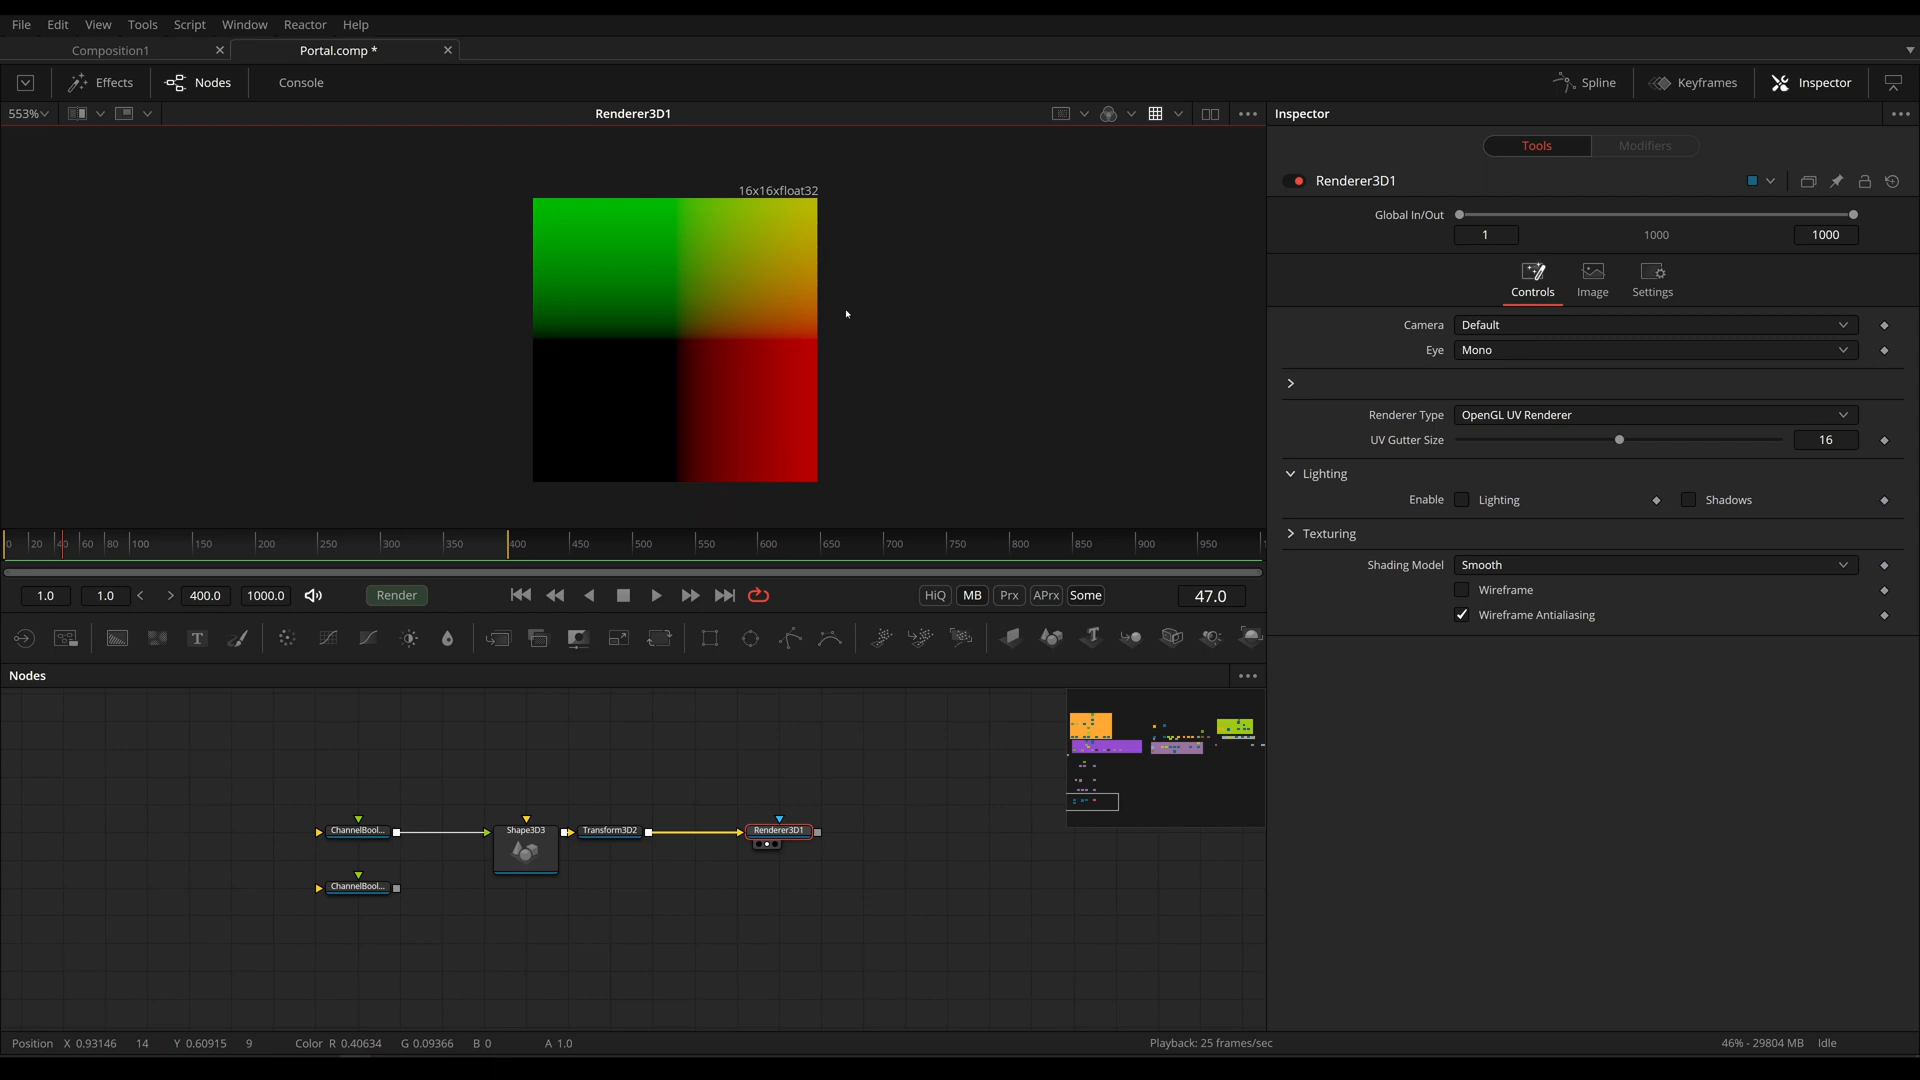 File Edit View Tools Script Window Reactor Help
Composition1 Portal.comp *
Effects Nodes Console Spline Keyframes Inspector
553% Renderer3D1 Inspector
Tools Modifiers
Renderer3D1
16x16xfloat32
Global In/Out
1 1000 1000
Controls Image Settings
Camera Default
Eye Mono
Renderer Type OpenGL UV Renderer
UV Gutter Size 16
Lighting
Enable Lighting Shadows
Texturing
Shading Model Smooth
Wireframe
Wireframe Antialiasing
0 20 40 60 80 100 150 200 250 300 350 400 450 500 550 600 650 700 750 800 850 900 950
1.0 1.0 400.0 1000.0 Render HiQ MB Prx APrx Some 47.0
T
Nodes
ChannelBool... Shape3D3 Transform3D2 Renderer3D1
ChannelBool...
Position X 0.93146 14 Y 0.60915 9 Color R 0.40634 G 0.09366 B 0 A 1.0 Playback: 25 frames/sec 46% - 29804 MB Idle